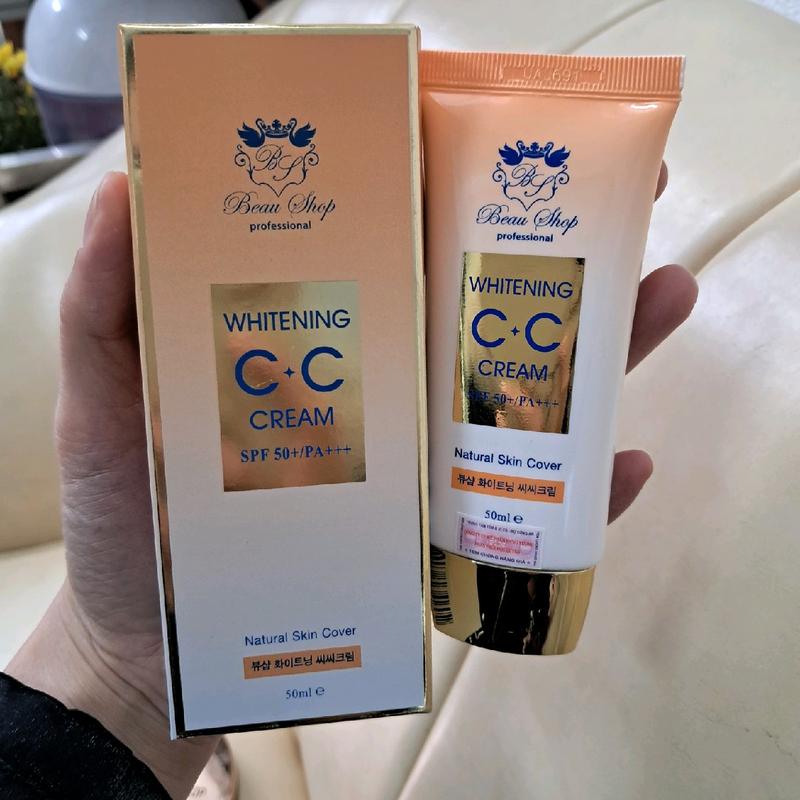 BS
Beau Shop
professional
WHITENING
C C
CREAM
SPF 50+/PA+++
Natural Skin Cover
뷰샵 화이트닝 씨씨크림
50ml e
UA 691
BS
Beau Shop
professional
WHITENING
C C
CREAM
SPF 50+/PA+++
Natural Skin Cover
뷰샵 화이트닝 씨씨크림
50ml e